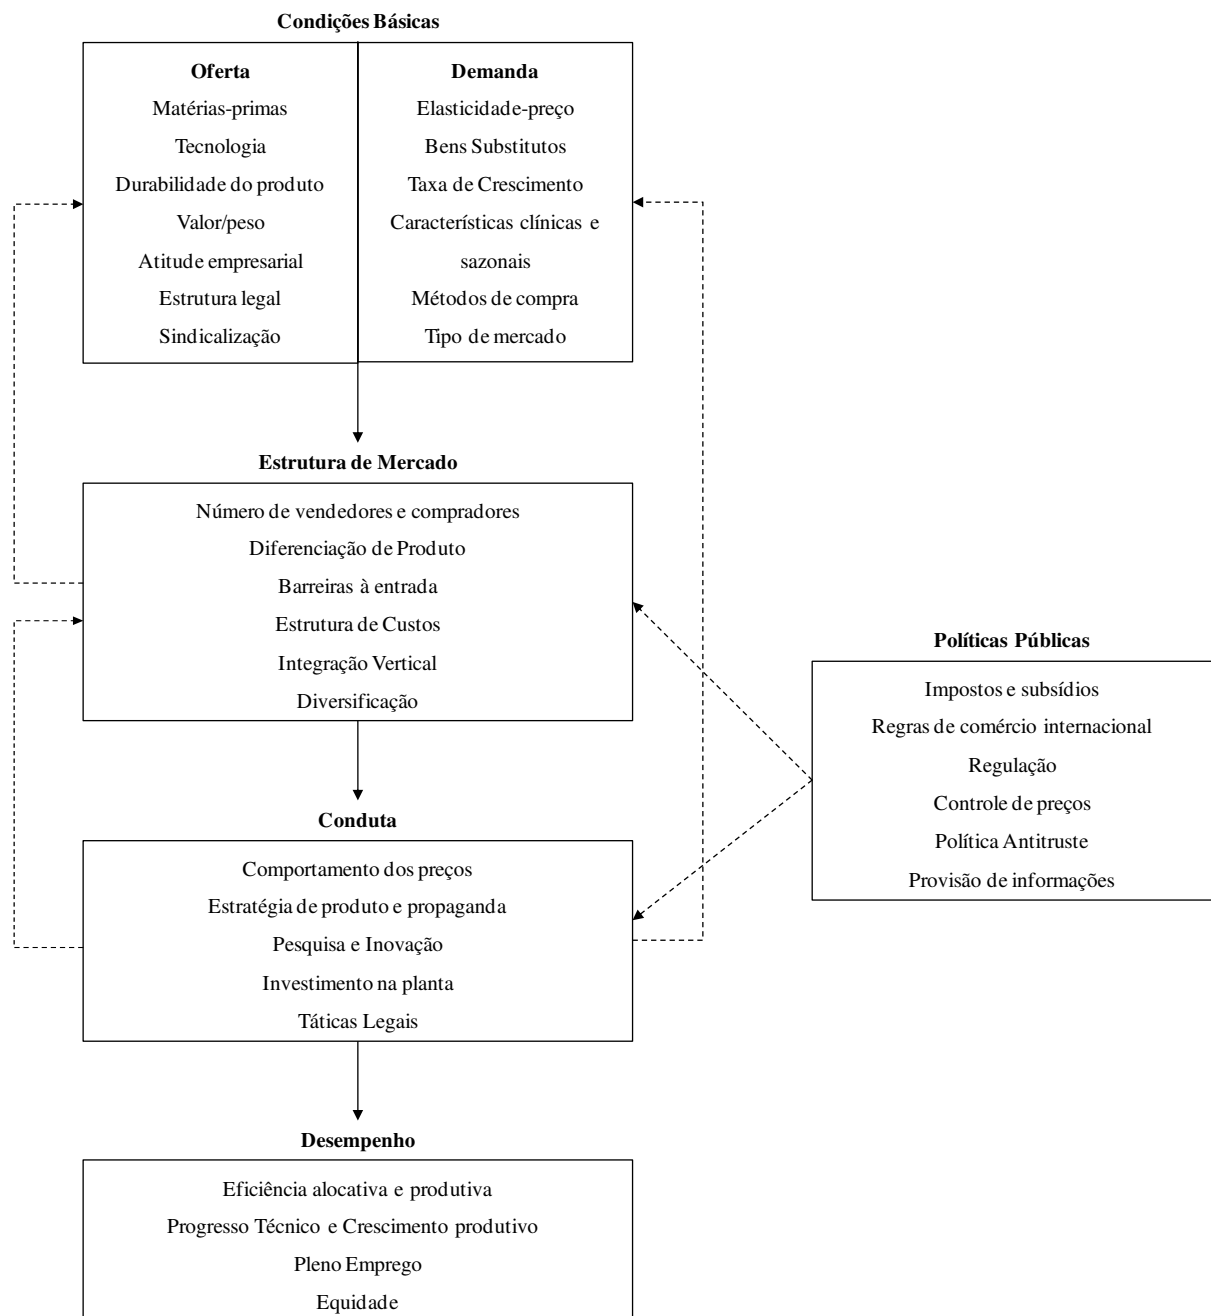 Condições Básicas
Oferta
Matérias-primas
Tecnologia
Durabilidade do produto
Valor/peso
Atitude empresarial
Estrutura legal
Sindicalização
Demanda
Elasticidade-preço
Bens Substitutos
Taxa de Crescimento
Características clínicas e
sazonais
Métodos de compra
Tipo de mercado
Estrutura de Mercado
Número de vendedores e compradores
Diferenciação de Produto
Barreiras à entrada
Estrutura de Custos
Integração Vertical
Diversificação
Políticas Públicas
Impostos e subsídios
Regras de comércio internacional
Regulação
Controle de preços
Política Antitruste
Provisão de informações
Conduta
Comportamento dos preços
Estratégia de produto e propaganda
Pesquisa e Inovação
Investimento na planta
Táticas Legais
Desempenho
Eficiência alocativa e produtiva
Progresso Técnico e Crescimento produtivo
Pleno Emprego
Equidade